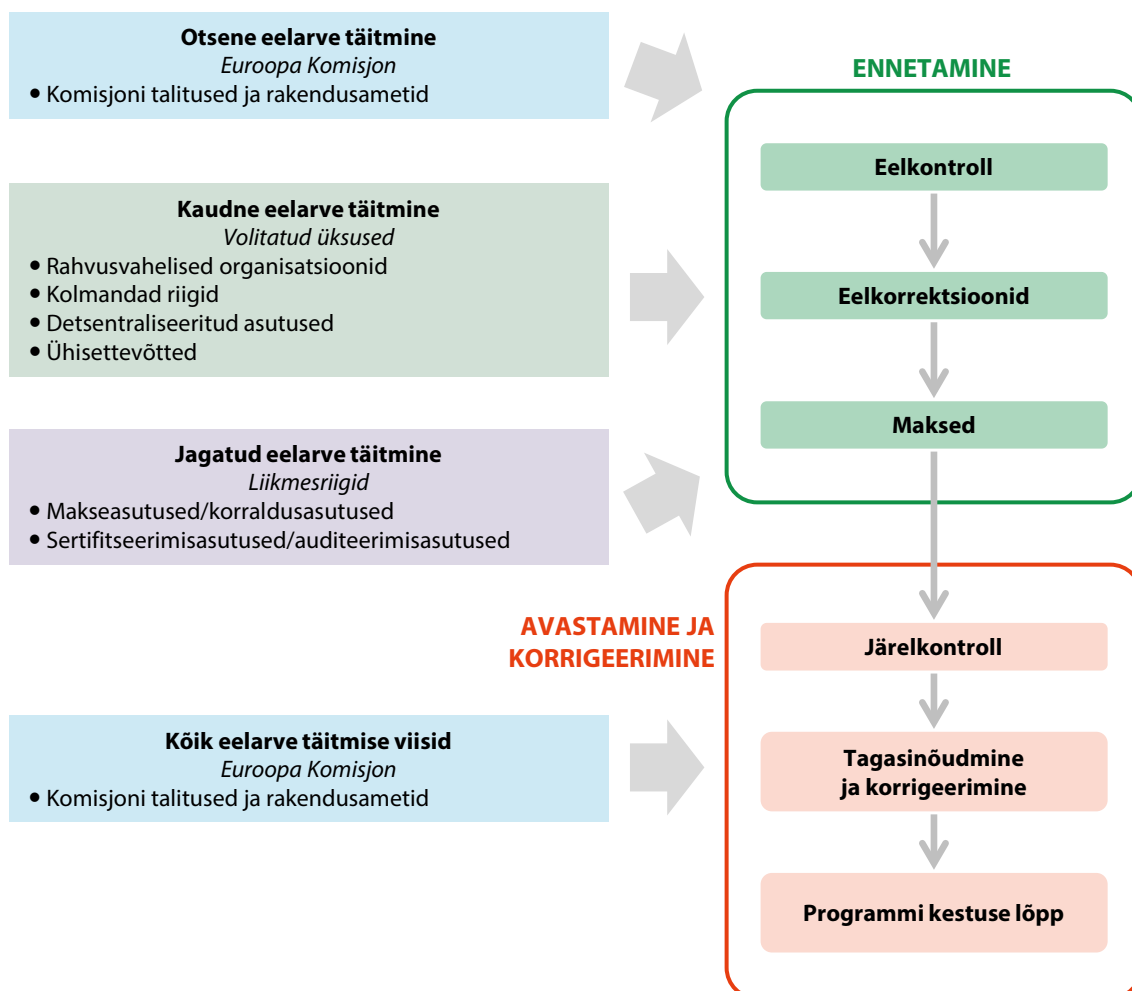 Otsene eelarve täitmine
Euroopa Komisjon
• Komisjoni talitused ja rakendusametid
Kaudne eelarve täitmine
Volitatud üksused
• Rahvusvahelised organisatsioonid
• Kolmandad riigid
• Detsentraliseeritud asutused
• Ühisettevõtted
Jagatud eelarve täitmine
Liikmesriigid
• Makseasutused/korraldusasutused
• Sertifitseerimisasutused/auditeerimisasutused
Kõik eelarve täitmise viisid
Euroopa Komisjon
• Komisjoni talitused ja rakendusametid
ENNETAMINE
Eelkontroll
Eelkorrektsioonid
Maksed
AVASTAMINE JA
KORRIGEERIMINE
Järelkontroll
Tagasinõudmine
ja korrigeerimine
Programmi kestuse lõpp